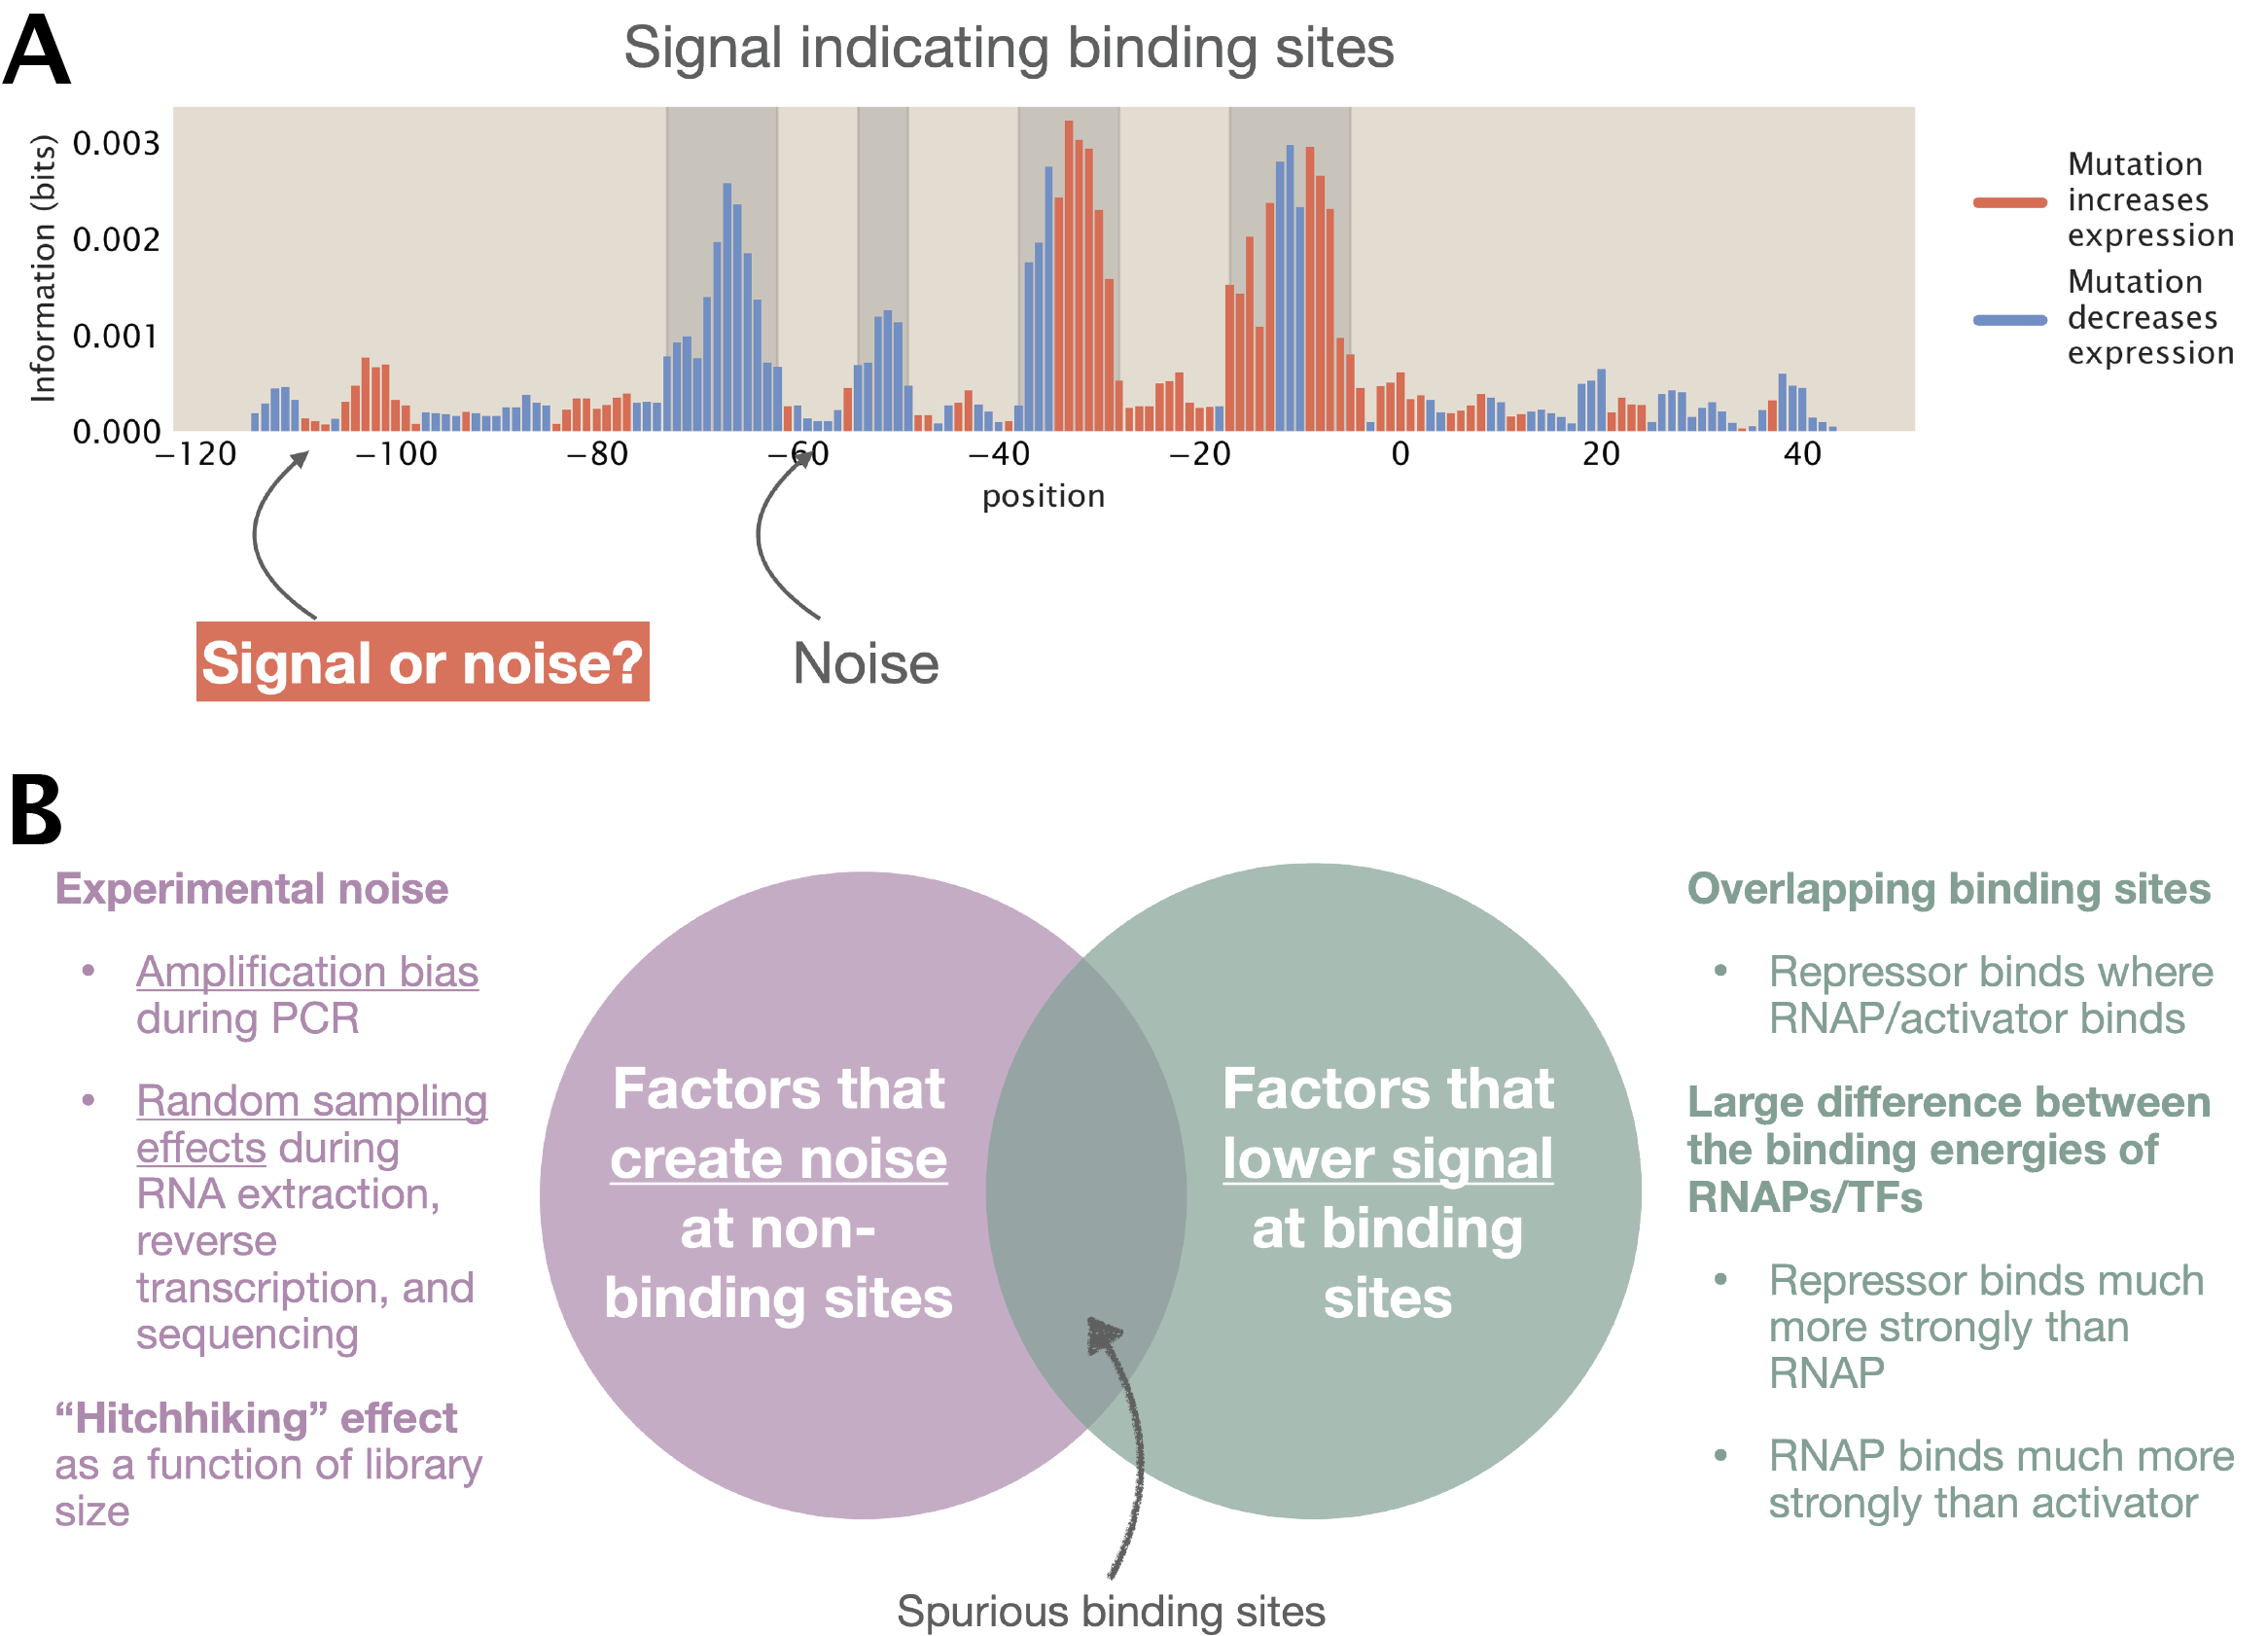 A
Signal indicating binding sites
Information (bits)
0.003
0.002
0.001
0.000
−120
−100
−80
−60
−40
−20
0
20
40
position
Mutation
increases
expression
Mutation
decreases
expression
Signal or noise?
Noise
B
Experimental noise
• Amplification bias
during PCR
• Random sampling
effects during
RNA extraction,
reverse
transcription, and
sequencing
“Hitchhiking” effect
as a function of library
size
Factors that
create noise
at non-
binding sites
Factors that
lower signal
at binding
sites
Spurious binding sites
Overlapping binding sites
• Repressor binds where
RNAP/activator binds
Large difference between
the binding energies of
RNAPs/TFs
• Repressor binds much
more strongly than
RNAP
• RNAP binds much more
strongly than activator